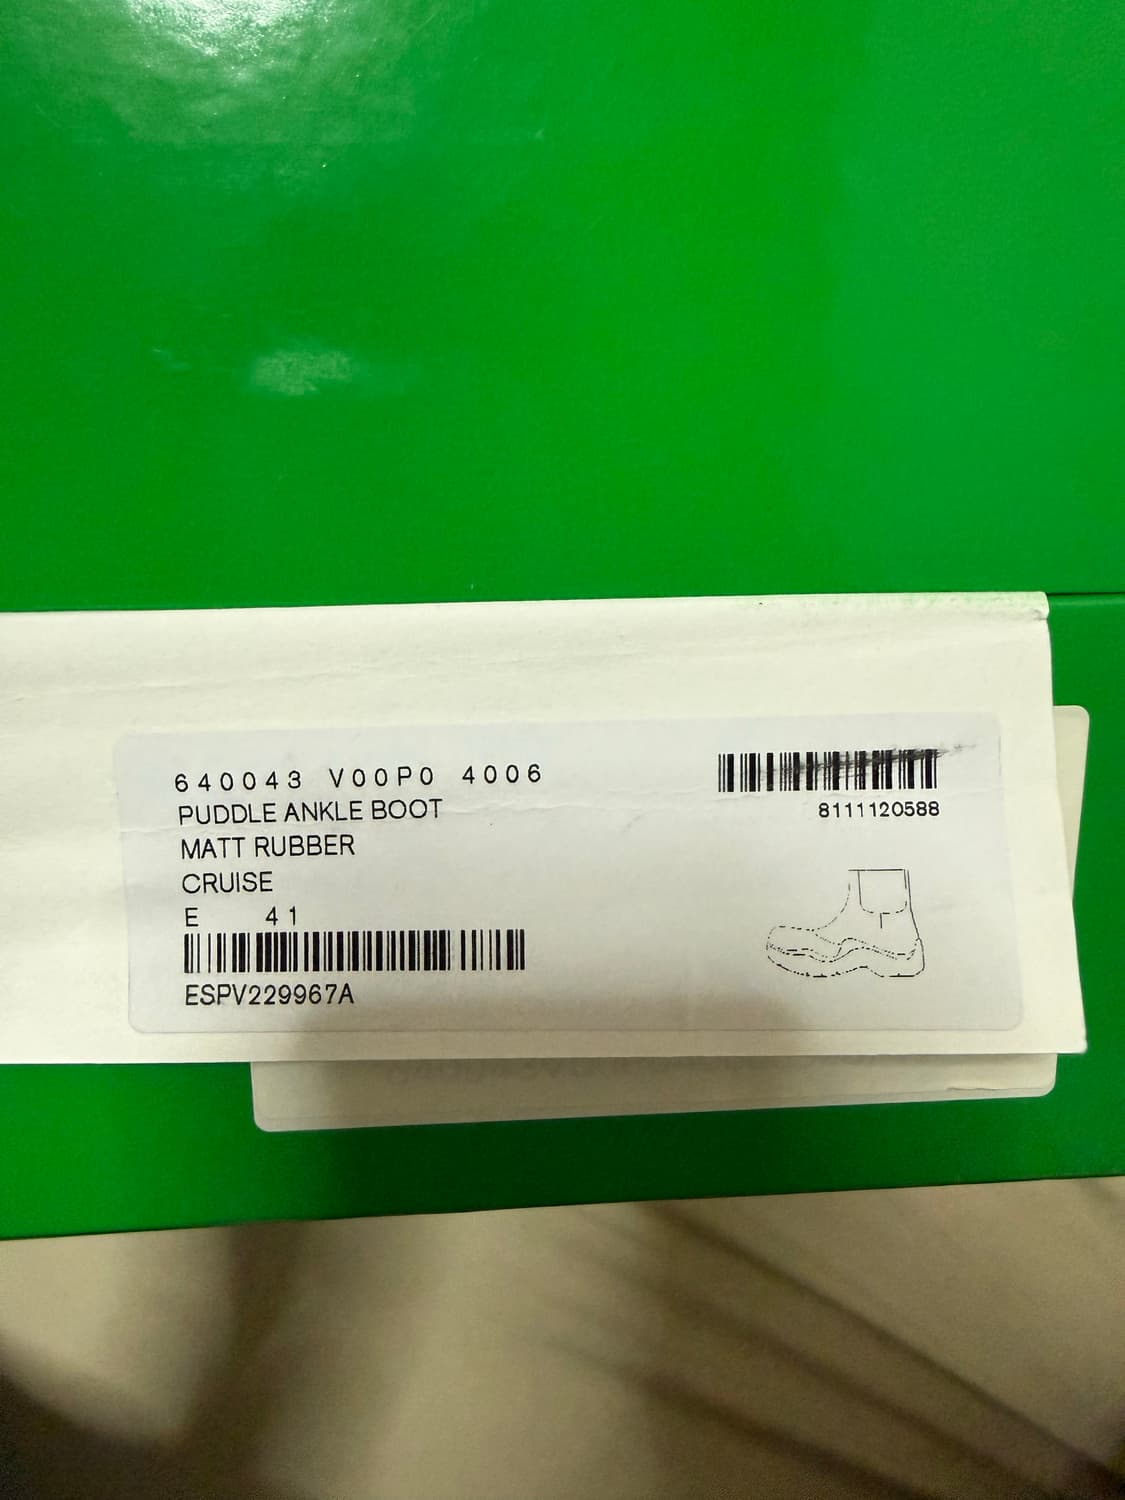 640043 V00P0 4006
PUDDLE ANKLE BOOT
MATT RUBBER
CRUISE
E 41
ESPV229967A
8111120588